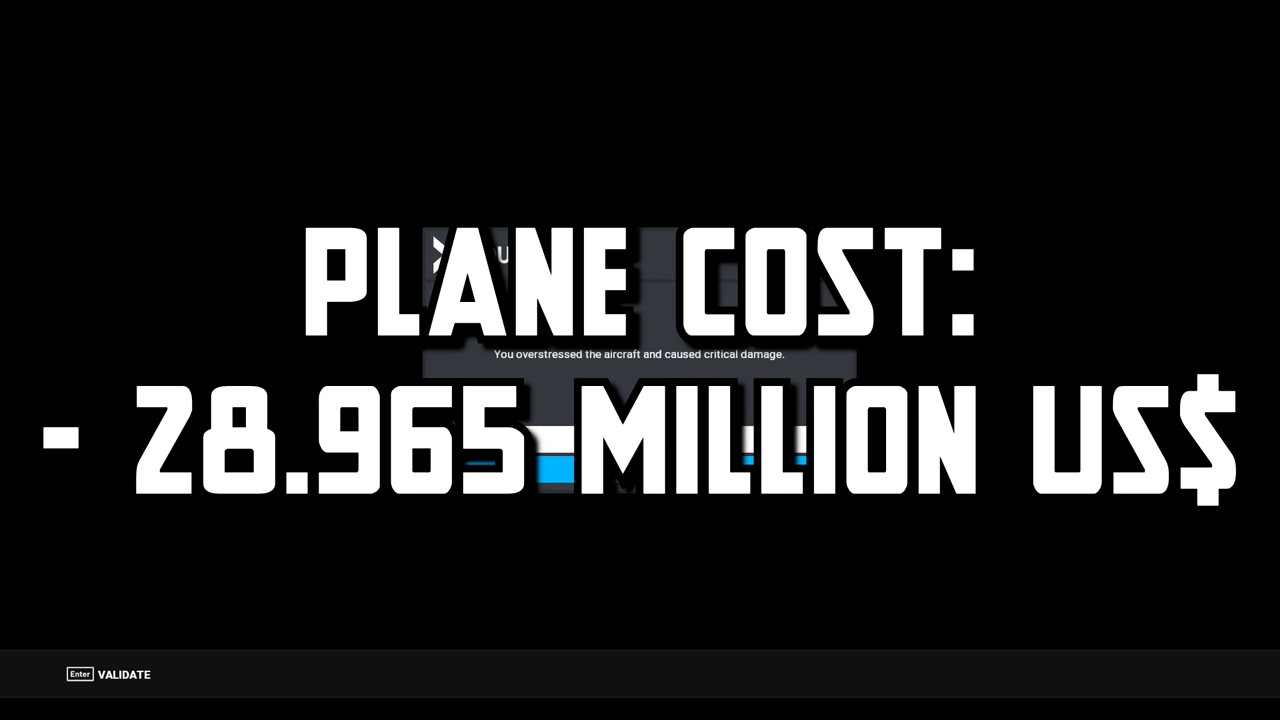 PLANE COST:
You overstressed the aircraft and caused critical damage.
- 28.965 MILLION US$
Enter VALIDATE